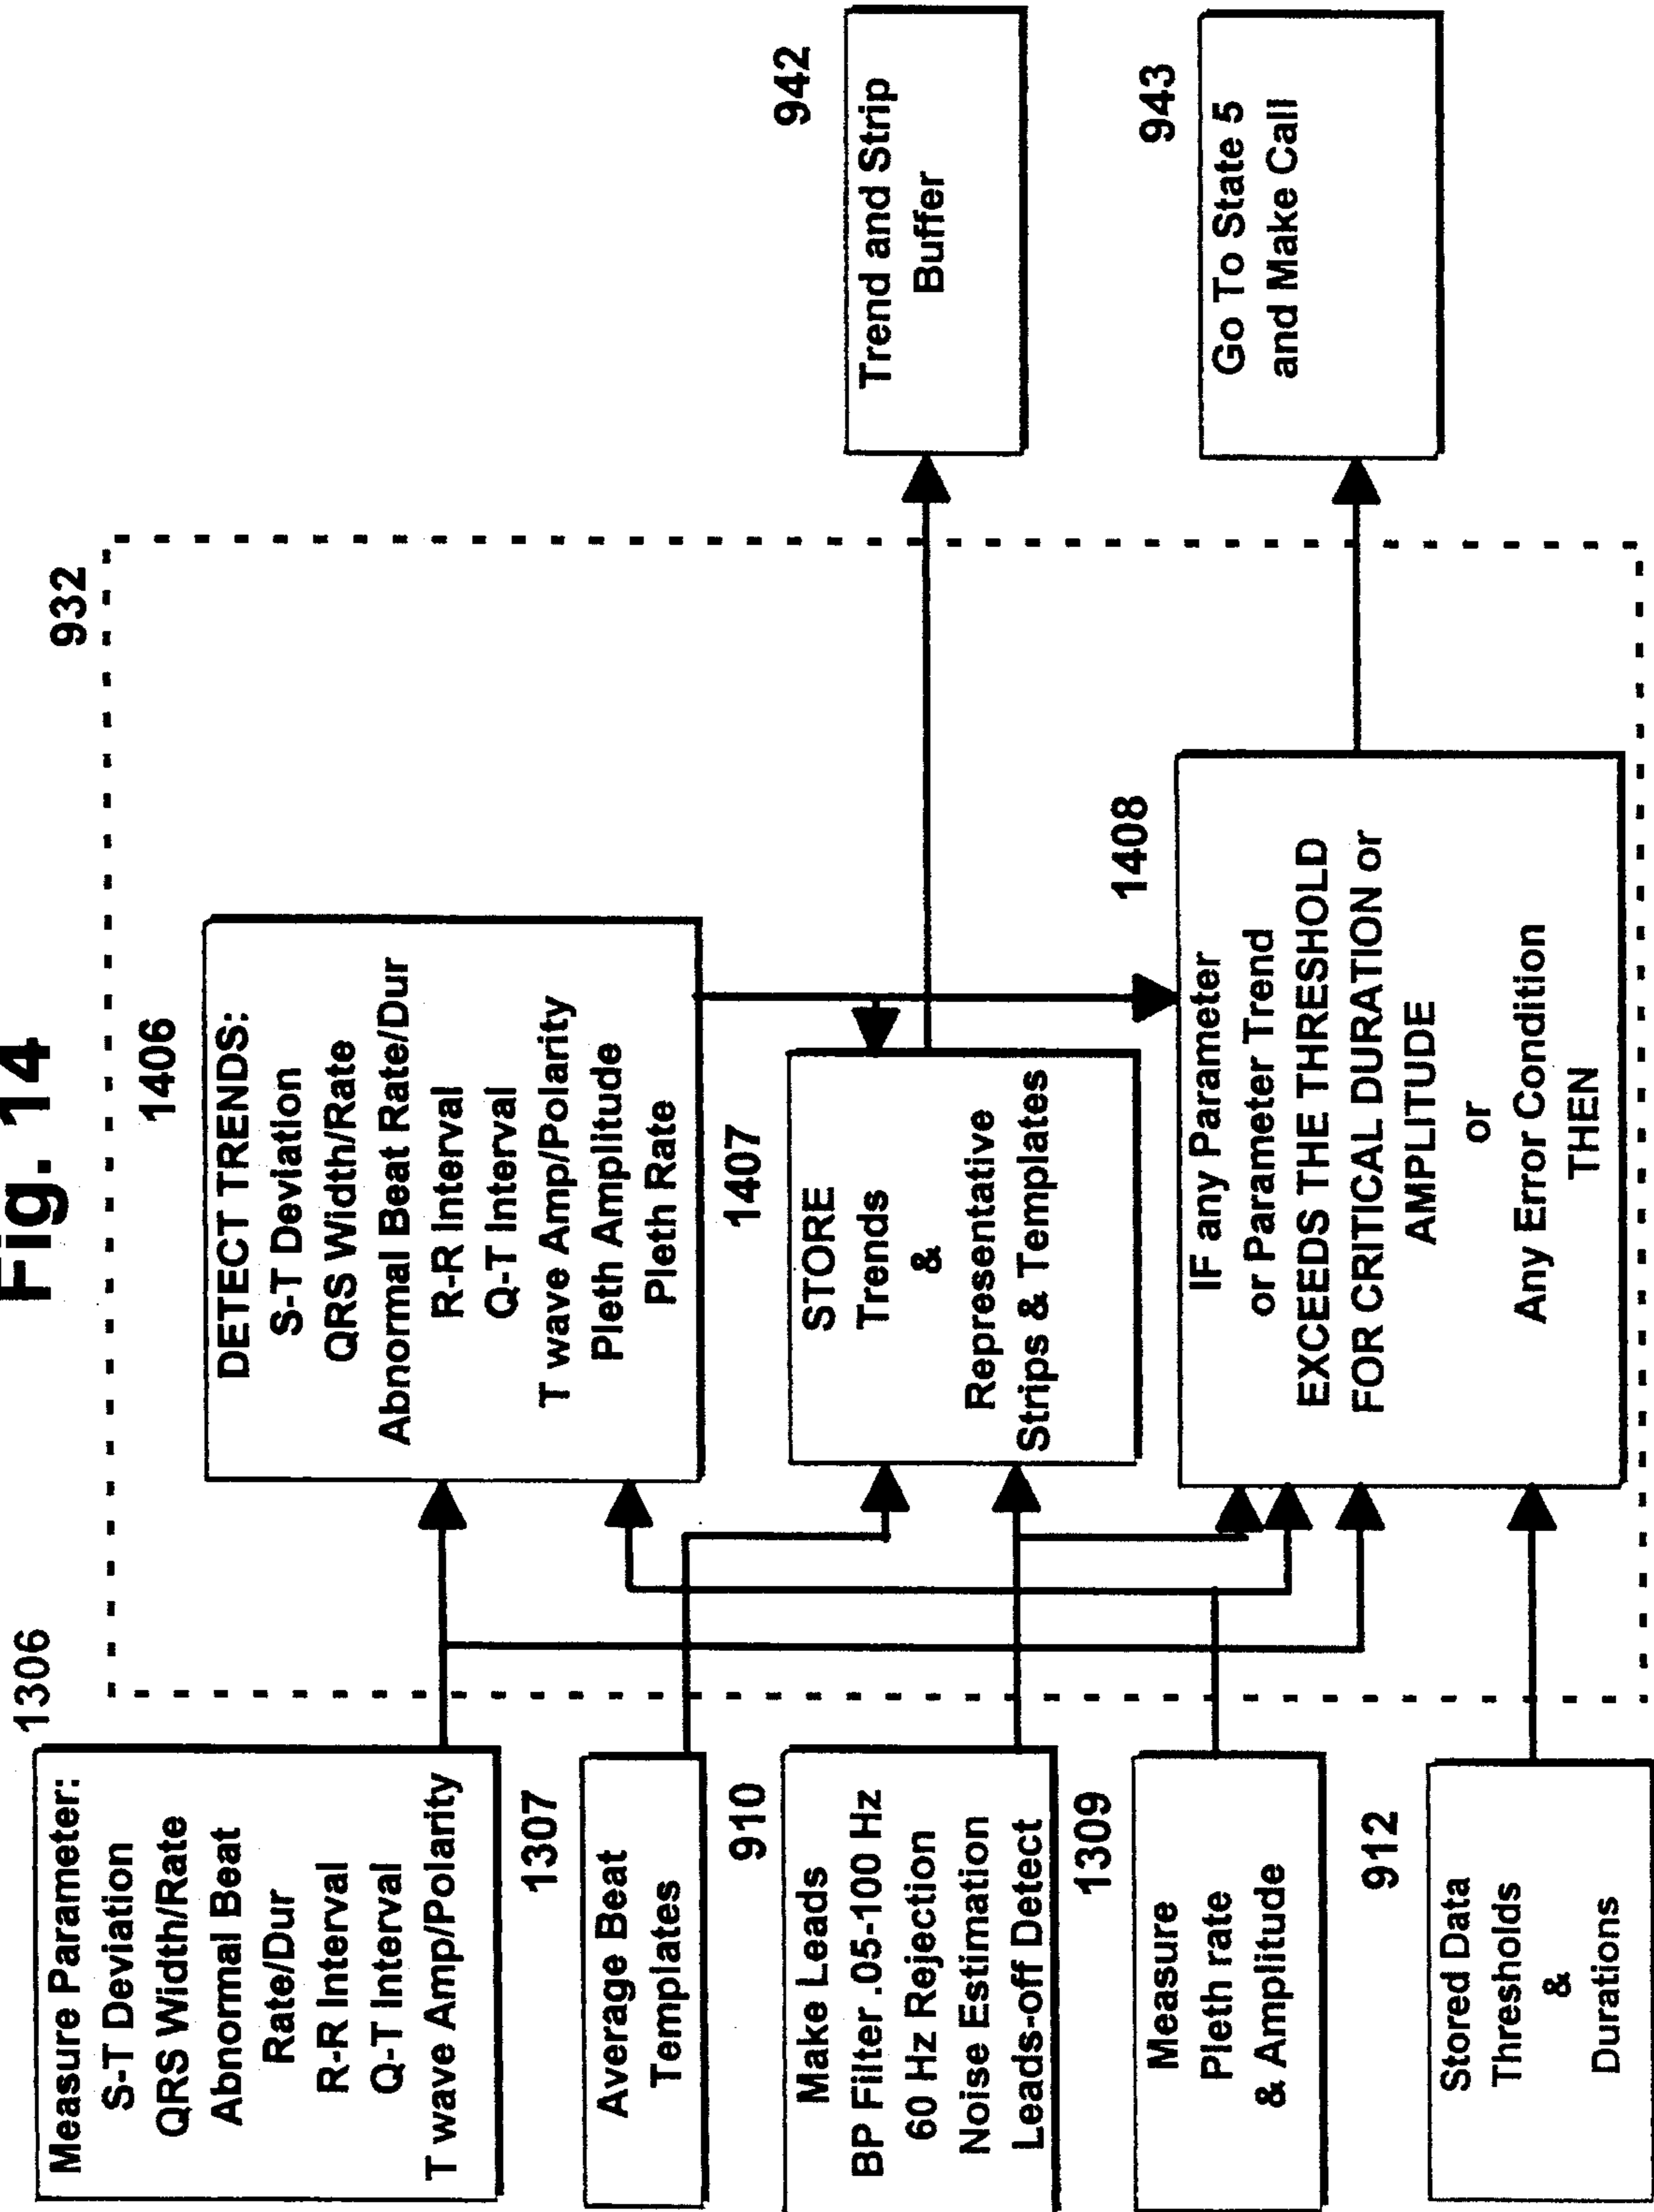 Fig. 14
1306
Measure Parameter:
S-T Deviation
QRS Width/Rate
Abnormal Beat
Rate/Dur
R-R Interval
Q-T Interval
T wave Amp/Polarity
1307
Average Beat
Templates
910
Make Leads
BP Filter .05-100 Hz
60 Hz Rejection
Noise Estimation
Leads-off Detect
1309
Measure
Pleth rate
& Amplitude
912
Stored Data
Thresholds
&
Durations
932
1406
DETECT TRENDS:
S-T Deviation
QRS Width/Rate
Abnormal Beat Rate/Dur
R-R Interval
Q-T Interval
T wave Amp/Polarity
Pleth Amplitude
Pleth Rate
1407
STORE
Trends
&
Representative
Strips & Templates
1408
IF any Parameter
or Parameter Trend
EXCEEDS THE THRESHOLD
FOR CRITICAL DURATION or
AMPLITUDE
or
Any Error Condition
THEN
942
Trend and Strip
Buffer
943
Go To State 5
and Make Call